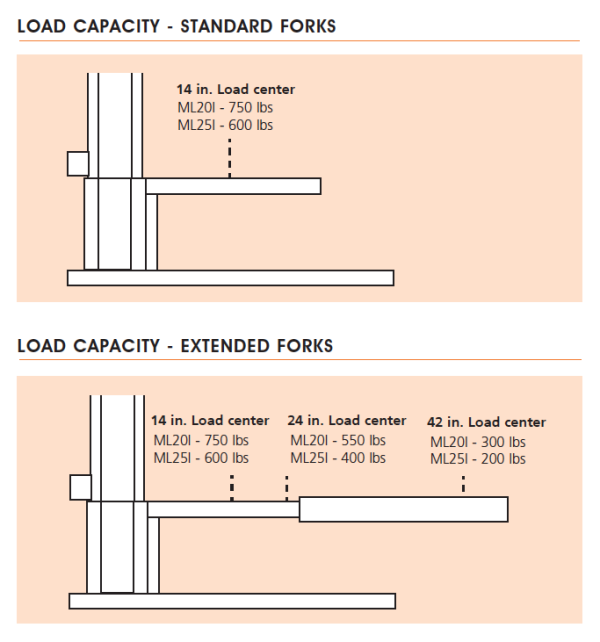 LOAD CAPACITY - STANDARD FORKS
14 in. Load center
ML20I - 750 lbs
ML25I - 600 lbs
LOAD CAPACITY - EXTENDED FORKS
14 in. Load center
ML20I - 750 lbs
ML25I - 600 lbs
24 in. Load center
ML20I - 550 lbs
ML25I - 400 lbs
42 in. Load center
ML20I - 300 lbs
ML25I - 200 lbs